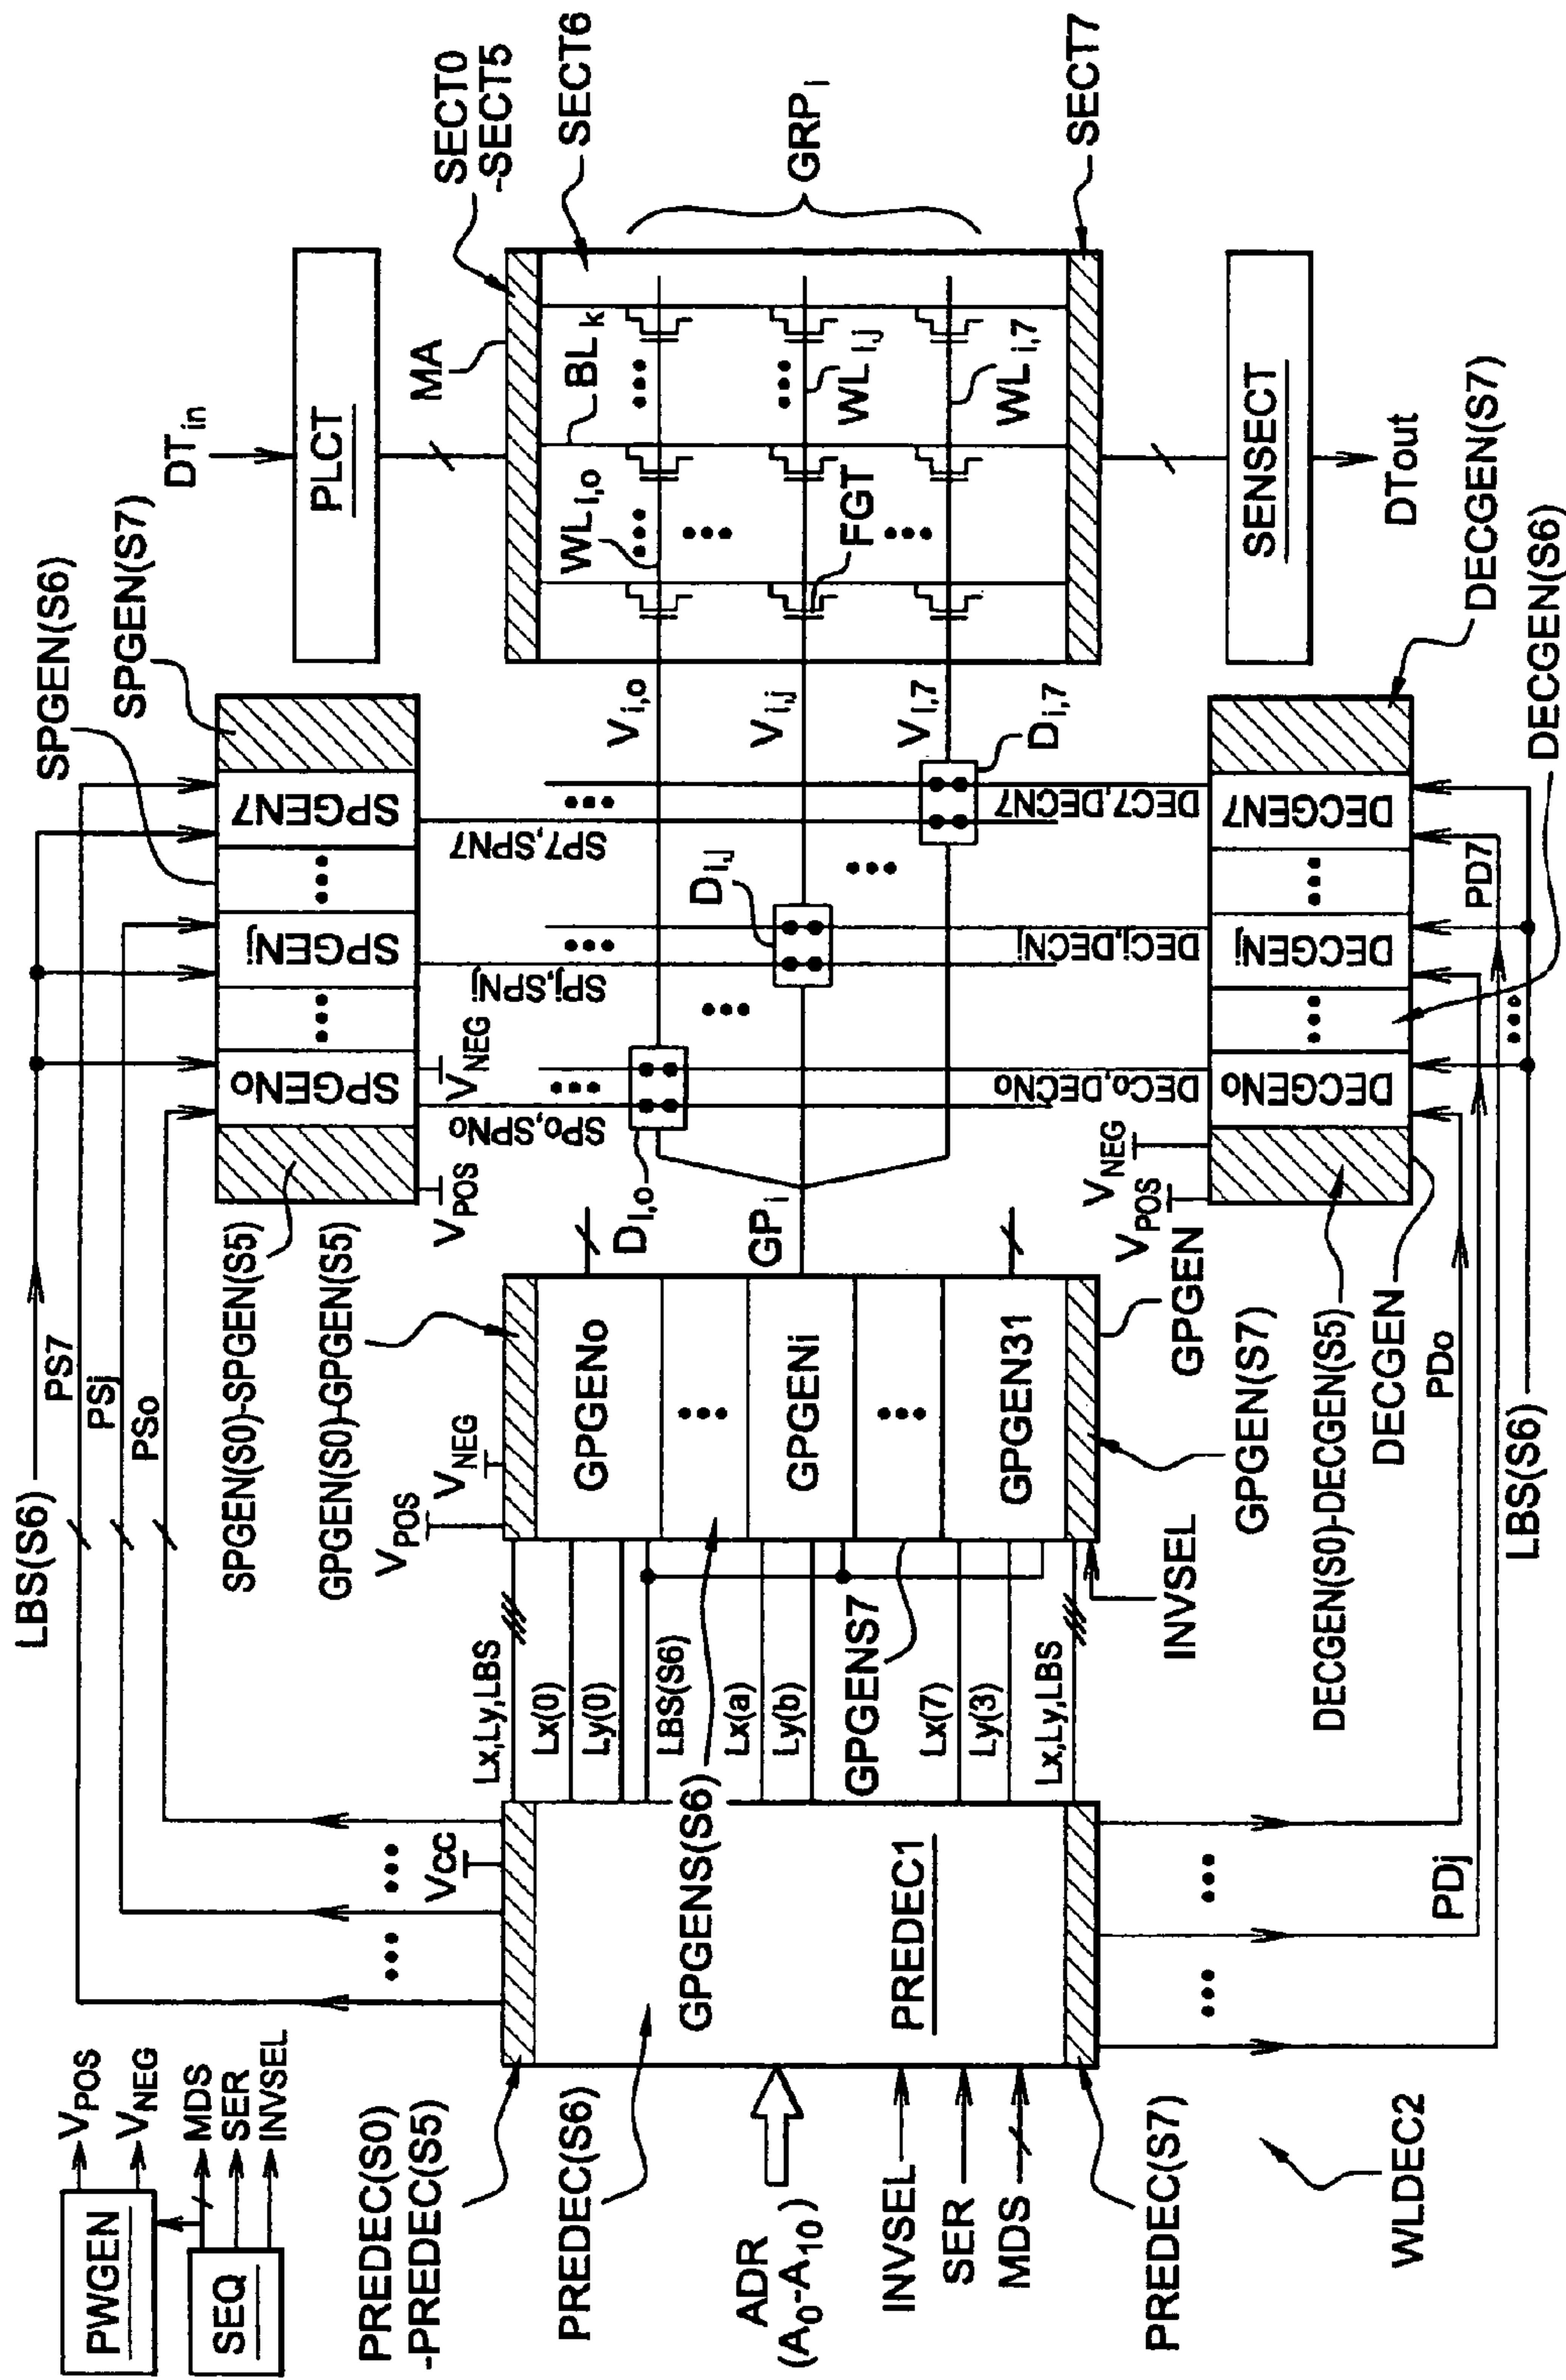 PWGEN
SEQ
VPOS
VNEG
MDS
SER
INVSEL
PREDEC(S0)
-PREDEC(S5)
PREDEC(S6)
ADR
(A0-A10)
INVSEL
SER
MDS
PREDEC(S7)
WLDEC2
PREDEC1
Vcc
GPGENS(S6)
LBS(S6)
PS7
PSj
PSo
PDj
PDo
PD7
LBS(S6)
Lx,Ly,LBS
Lx(0)
Ly(0)
LBS(S6)
Lx(a)
Ly(b)
GPGENS7
Lx(7)
Ly(3)
Lx,Ly,LBS
INVSEL
VPOS
VNEG
GPGENo
GPGENi
GPGEN31
GPGEN(S7)
GPGEN
SPGEN(S0)-SPGEN(S5)
GPGEN(S0)-GPGEN(S5)
DECGEN(S0)-DECGEN(S5)
DECGEN
VPOS
VNEG
SPGENo
SPGENj
SPGEN7
SPGEN(S6)
SPGEN(S7)
SPo,SPNo
SPj,SPNj
SP7,SPN7
GPi
Di,o
Di,j
Di,7
Vi,o
Vi,j
Vi,7
DECo,DECNo
DECj,DECNj
DEC7,DECN7
VPOS
VNEG
DECGENo
DECGENj
DECGEN7
DECGEN(S7)
DECGEN(S6)
DTin
PLCT
MA
SECT0
-SECT5
SECT6
SECT7
GRPi
BLk
WLi,o
WLi,j
WLi,7
FGT
SENSECT
DTout